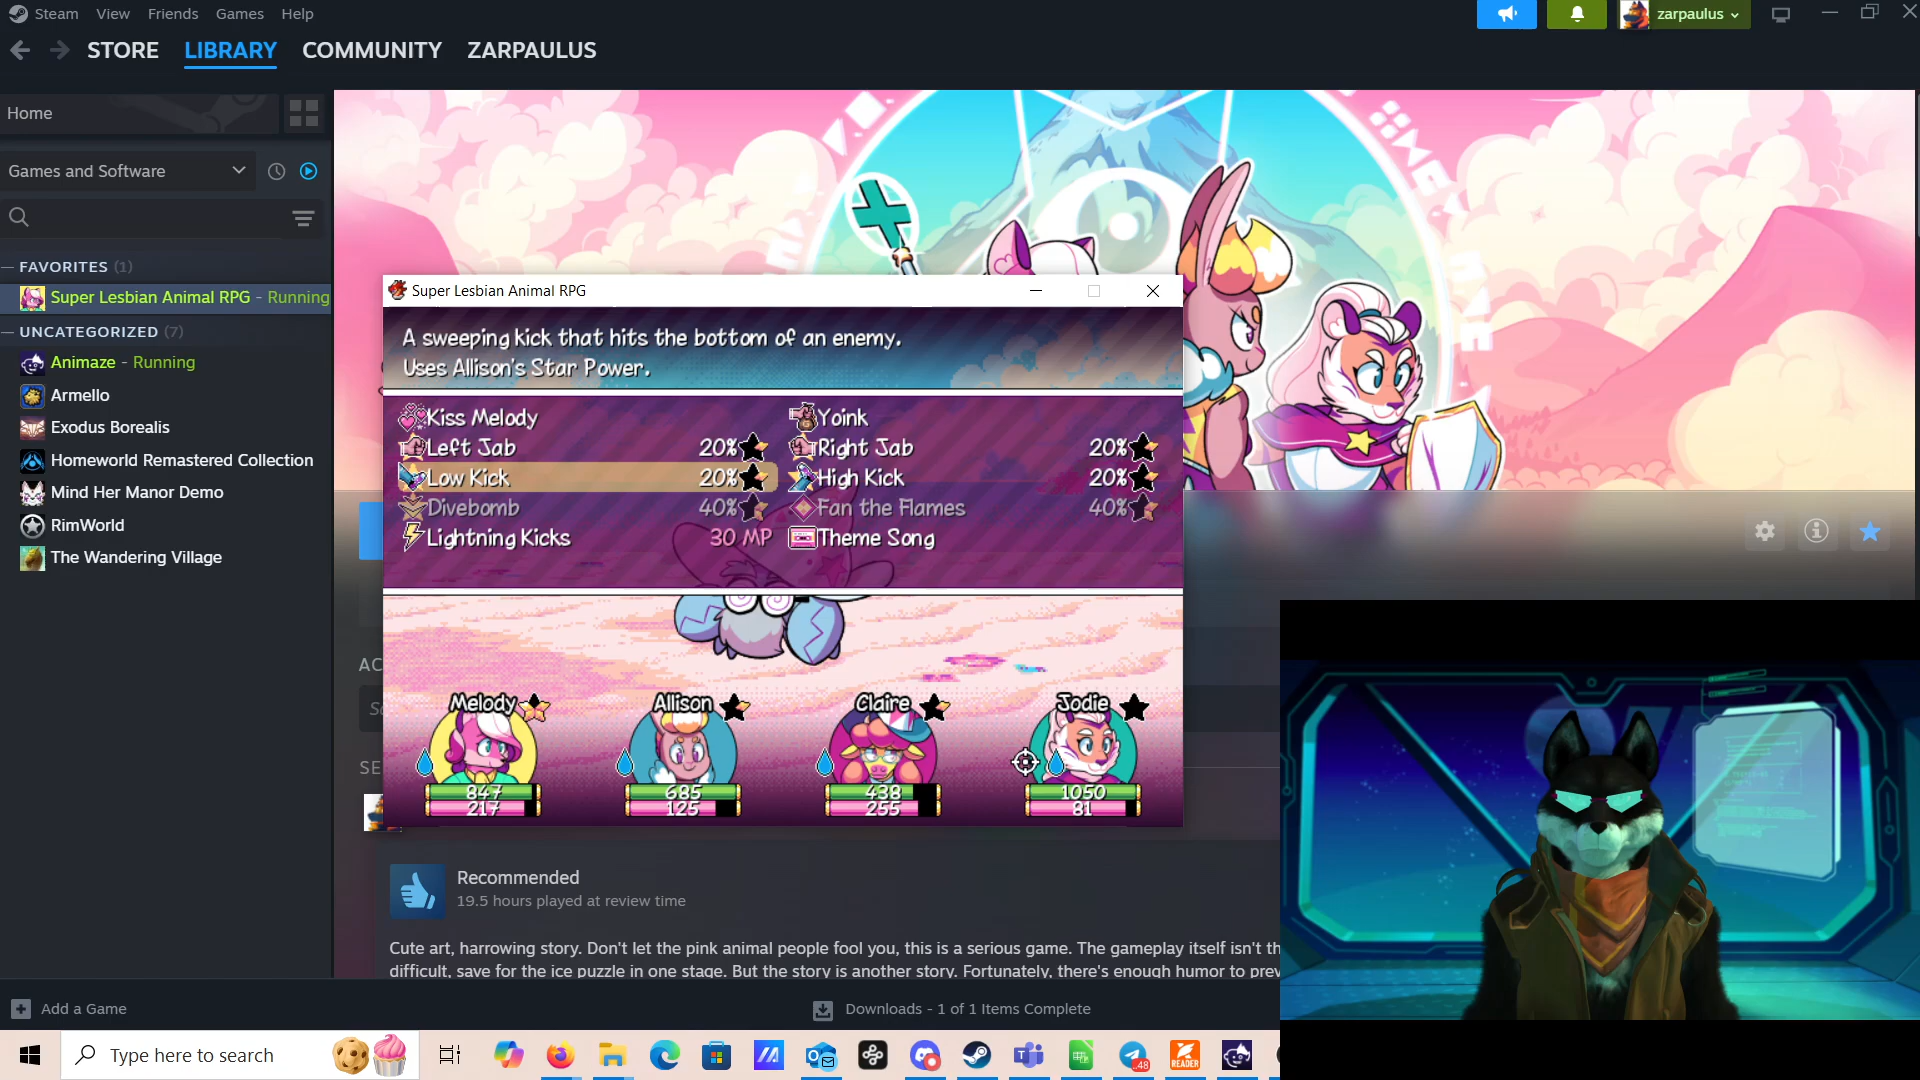 Steam View Friends Games Help
zarpaulus
STORE LIBRARY COMMUNITY ZARPAULUS
Home
Games and Software
FAVORITES (1)
Super Lesbian Animal RPG - Running
UNCATEGORIZED (7)
Animaze - Running
Armello
Exodus Borealis
Homeworld Remastered Collection
Mind Her Manor Demo
RimWorld
The Wandering Village
Super Lesbian Animal RPG
A sweeping kick that hits the bottom of an enemy.
Uses Allison's Star Power.
Kiss Melody Yoink
Left Jab 20% Right Jab 20%
Low Kick 20% High Kick 20%
Divebomb 40% Fan the Flames 40%
Lightning Kicks 30 MP Theme Song
Melody Allison Claire Jodie
847 685 438 1050
217 125 255 81
AC
SE
Recommended
19.5 hours played at review time
Cute art, harrowing story. Don't let the pink animal people fool you, this is a serious game. The gameplay itself isn't th
difficult, save for the ice puzzle in one stage. But the story is another story. Fortunately, there's enough humor to prev
Add a Game
Downloads - 1 of 1 Items Complete
Type here to search
READER
48